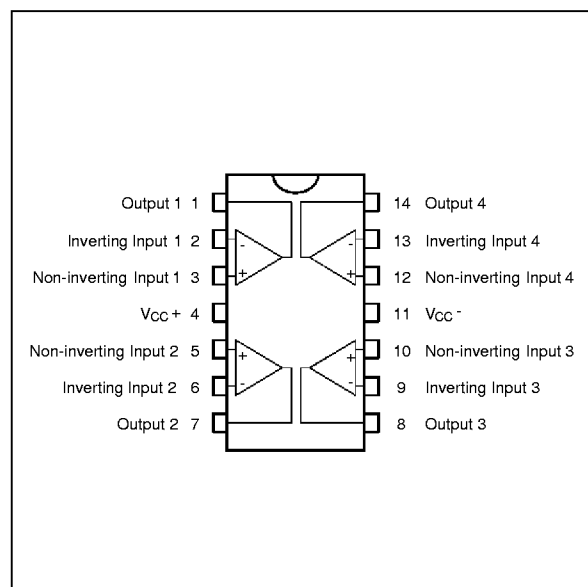 Output 1 1 14 Output 4
- -
Inverting Input 1 2 13 Inverting Input 4
Non-inverting Input 1 3 + + 12 Non-inverting Input 4
VCC + 4 11 VCC -
Non-inverting Input 2 5 + + 10 Non-inverting Input 3
Inverting Input 2 6 - - 9 Inverting Input 3
Output 2 7 8 Output 3